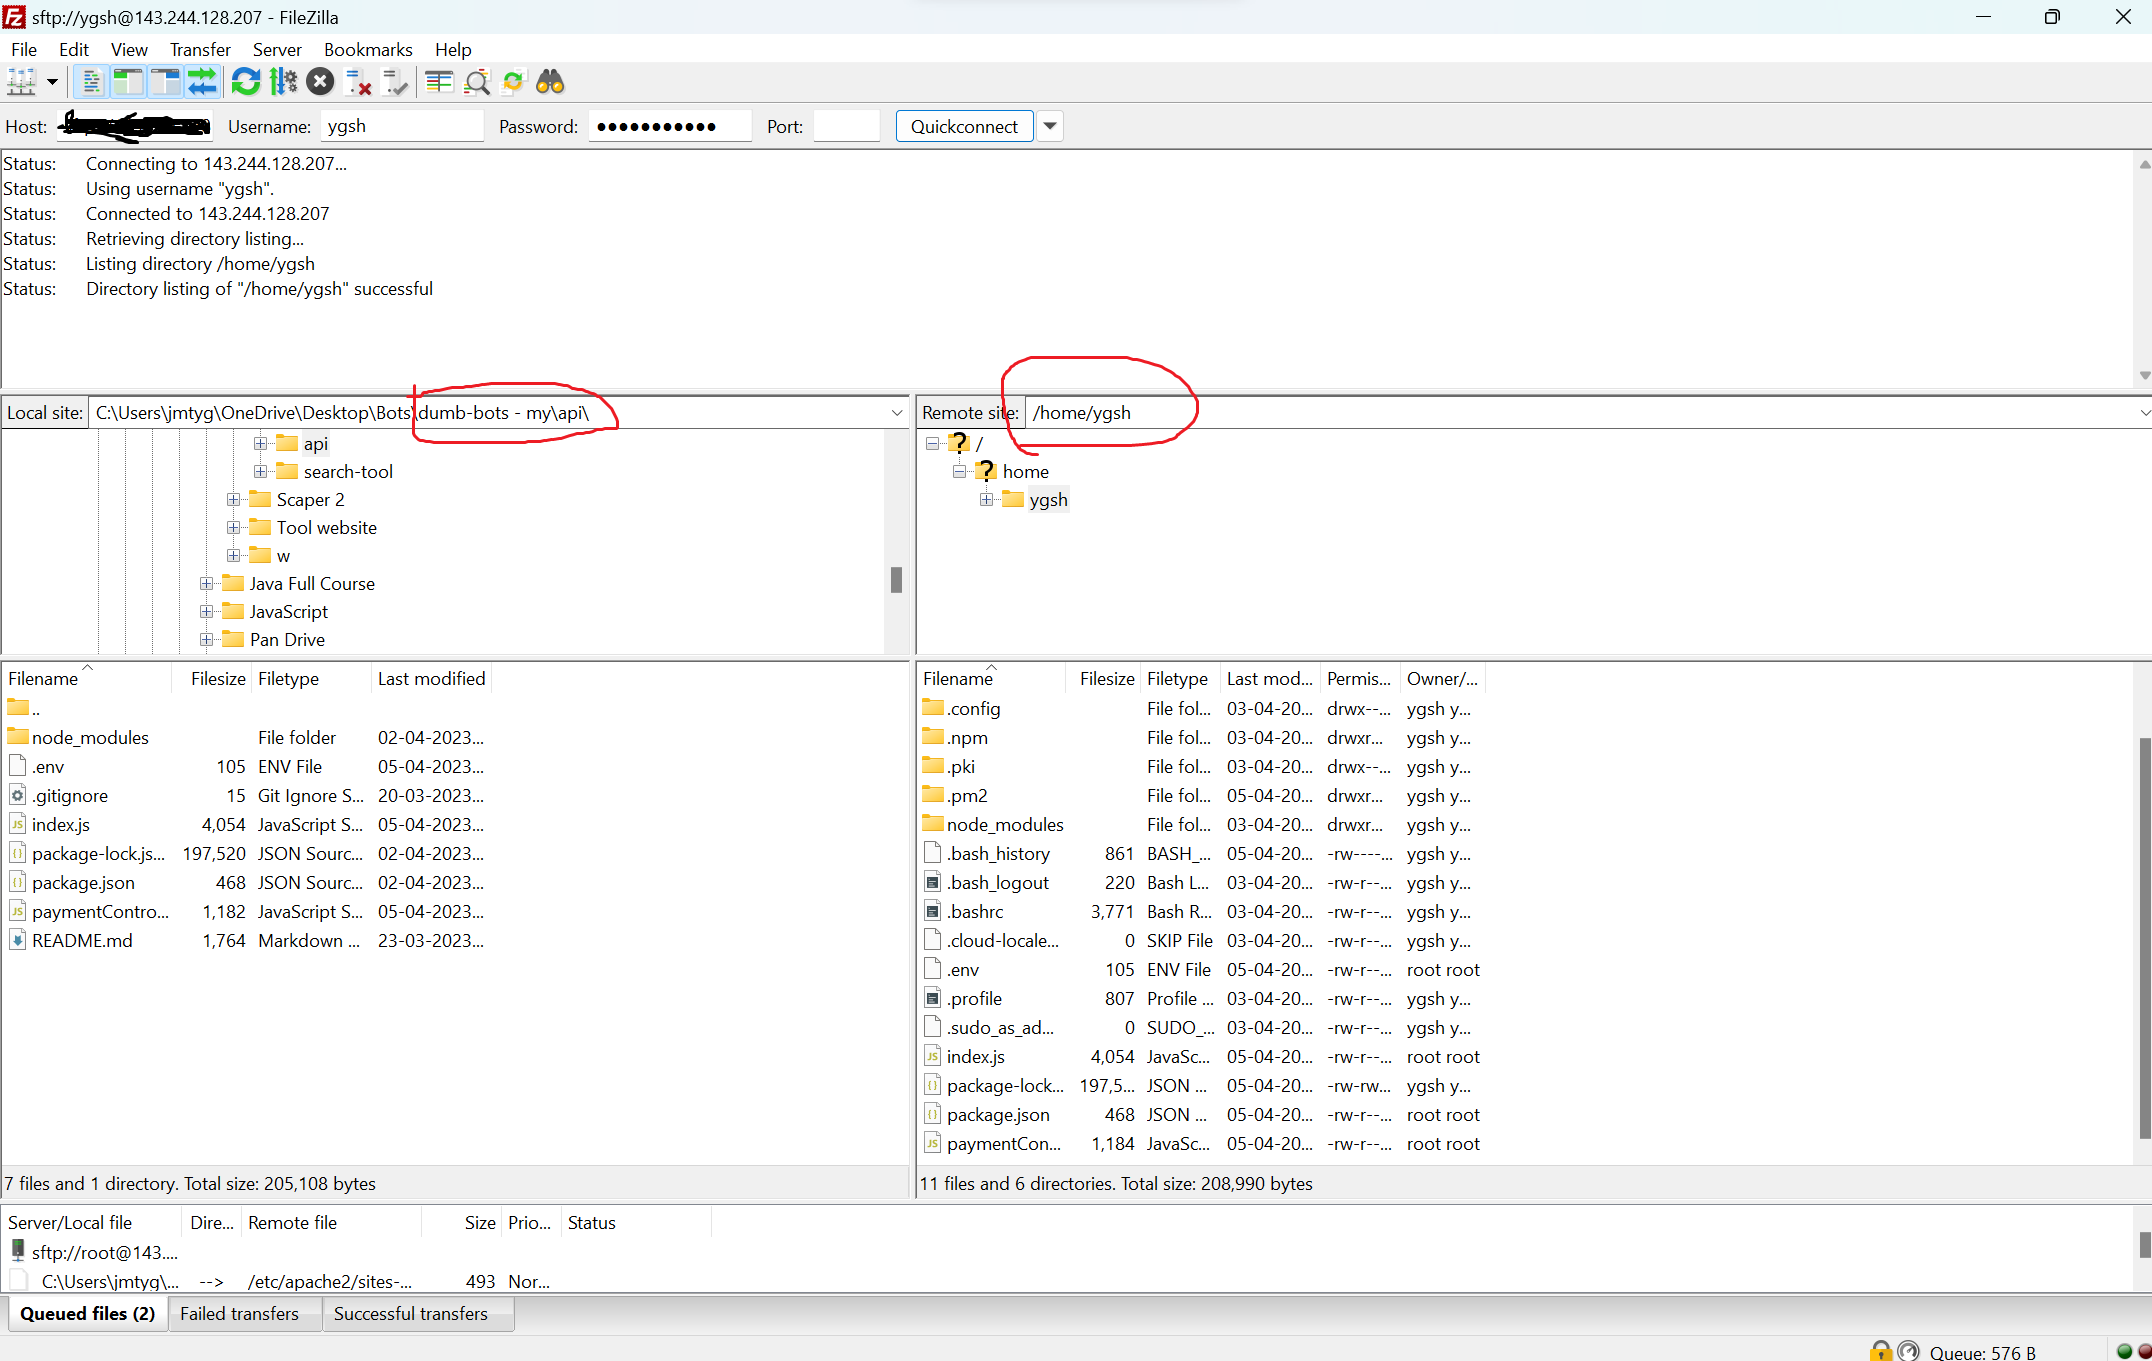 sftp://ygsh@143.244.128.207 - FileZilla
File Edit View Transfer Server Bookmarks Help
Host: Username: ygsh Password: ●●●●●●●●●●● Port: Quickconnect
Status: Connecting to 143.244.128.207...
Status: Using username "ygsh".
Status: Connected to 143.244.128.207
Status: Retrieving directory listing...
Status: Listing directory /home/ygsh
Status: Directory listing of "/home/ygsh" successful
Local site: C:\Users\jmtyg\OneDrive\Desktop\Bots\dumb-bots - my\api\
api
search-tool
Scaper 2
Tool website
w
Java Full Course
JavaScript
Pan Drive
Remote site: /home/ygsh
/
home
ygsh
Filename Filesize Filetype Last modified
..
node_modules File folder 02-04-2023...
.env 105 ENV File 05-04-2023...
.gitignore 15 Git Ignore S... 20-03-2023...
index.js 4,054 JavaScript S... 05-04-2023...
package-lock.js... 197,520 JSON Sourc... 02-04-2023...
package.json 468 JSON Sourc... 02-04-2023...
paymentContro... 1,182 JavaScript S... 05-04-2023...
README.md 1,764 Markdown ... 23-03-2023...
7 files and 1 directory. Total size: 205,108 bytes
Filename Filesize Filetype Last mod... Permis... Owner/...
.config File fol... 03-04-20... drwx--... ygsh y...
.npm File fol... 03-04-20... drwxr... ygsh y...
.pki File fol... 03-04-20... drwx--... ygsh y...
.pm2 File fol... 05-04-20... drwxr... ygsh y...
node_modules File fol... 03-04-20... drwxr... ygsh y...
.bash_history 861 BASH_... 05-04-20... -rw----... ygsh y...
.bash_logout 220 Bash L... 03-04-20... -rw-r--... ygsh y...
.bashrc 3,771 Bash R... 03-04-20... -rw-r--... ygsh y...
.cloud-locale... 0 SKIP File 03-04-20... -rw-r--... ygsh y...
.env 105 ENV File 05-04-20... -rw-r--... root root
.profile 807 Profile ... 03-04-20... -rw-r--... ygsh y...
.sudo_as_ad... 0 SUDO_... 03-04-20... -rw-r--... ygsh y...
index.js 4,054 JavaSc... 05-04-20... -rw-r--... root root
package-lock... 197,5... JSON ... 05-04-20... -rw-rw... ygsh y...
package.json 468 JSON ... 05-04-20... -rw-r--... root root
paymentCon... 1,184 JavaSc... 05-04-20... -rw-r--... root root
11 files and 6 directories. Total size: 208,990 bytes
Server/Local file Dire... Remote file Size Prio... Status
sftp://root@143....
C:\Users\jmtyg\... --> /etc/apache2/sites-... 493 Nor...
Queued files (2) Failed transfers Successful transfers
Queue: 576 B